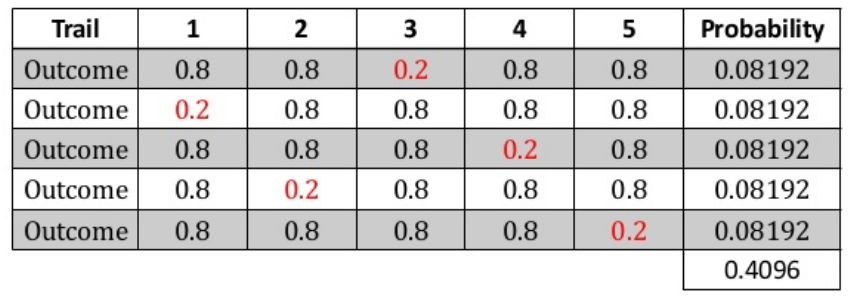 Trail 1 2 3 4 5 Probability
Outcome 0.8 0.8 0.2 0.8 0.8 0.08192
Outcome 0.2 0.8 0.8 0.8 0.8 0.08192
Outcome 0.8 0.8 0.8 0.2 0.8 0.08192
Outcome 0.8 0.2 0.8 0.8 0.8 0.08192
Outcome 0.8 0.8 0.8 0.8 0.2 0.08192
0.4096